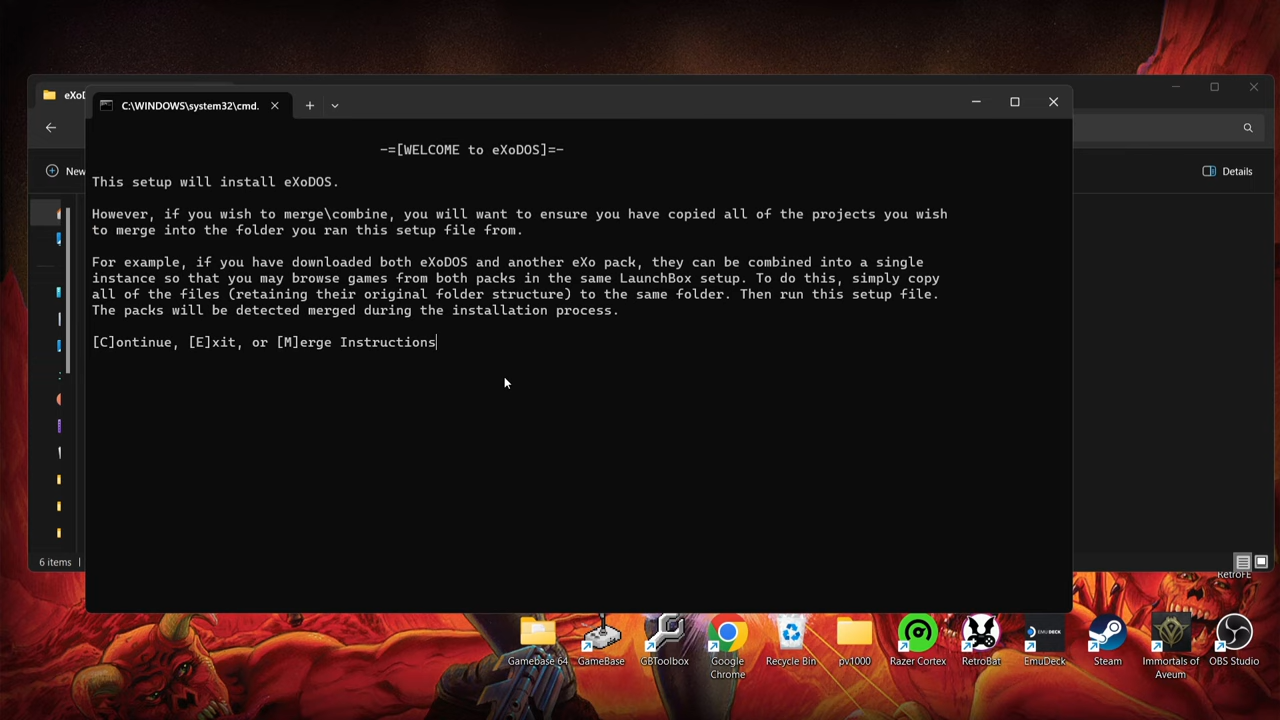 eXoD
C:\WINDOWS\system32\cmd.
New
Details
-=[WELCOME to eXoDOS]=-
This setup will install eXoDOS.
However, if you wish to merge\combine, you will want to ensure you have copied all of the projects you wish
to merge into the folder you ran this setup file from.
For example, if you have downloaded both eXoDOS and another eXo pack, they can be combined into a single
instance so that you may browse games from both packs in the same LaunchBox setup. To do this, simply copy
all of the files (retaining their original folder structure) to the same folder. Then run this setup file.
The packs will be detected merged during the installation process.
[C]ontinue, [E]xit, or [M]erge Instructions
6 items
RetroFE
Gamebase 64
GameBase
GBToolbox
Google
Chrome
Recycle Bin
pv1000
Razer Cortex
RetroBat
EmuDeck
Steam
Immortals of
Aveum
OBS Studio